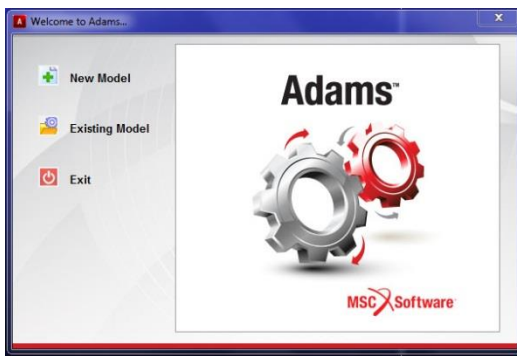 Welcome to Adams...
New Model
Existing Model
Exit
Adams™
MSC Software